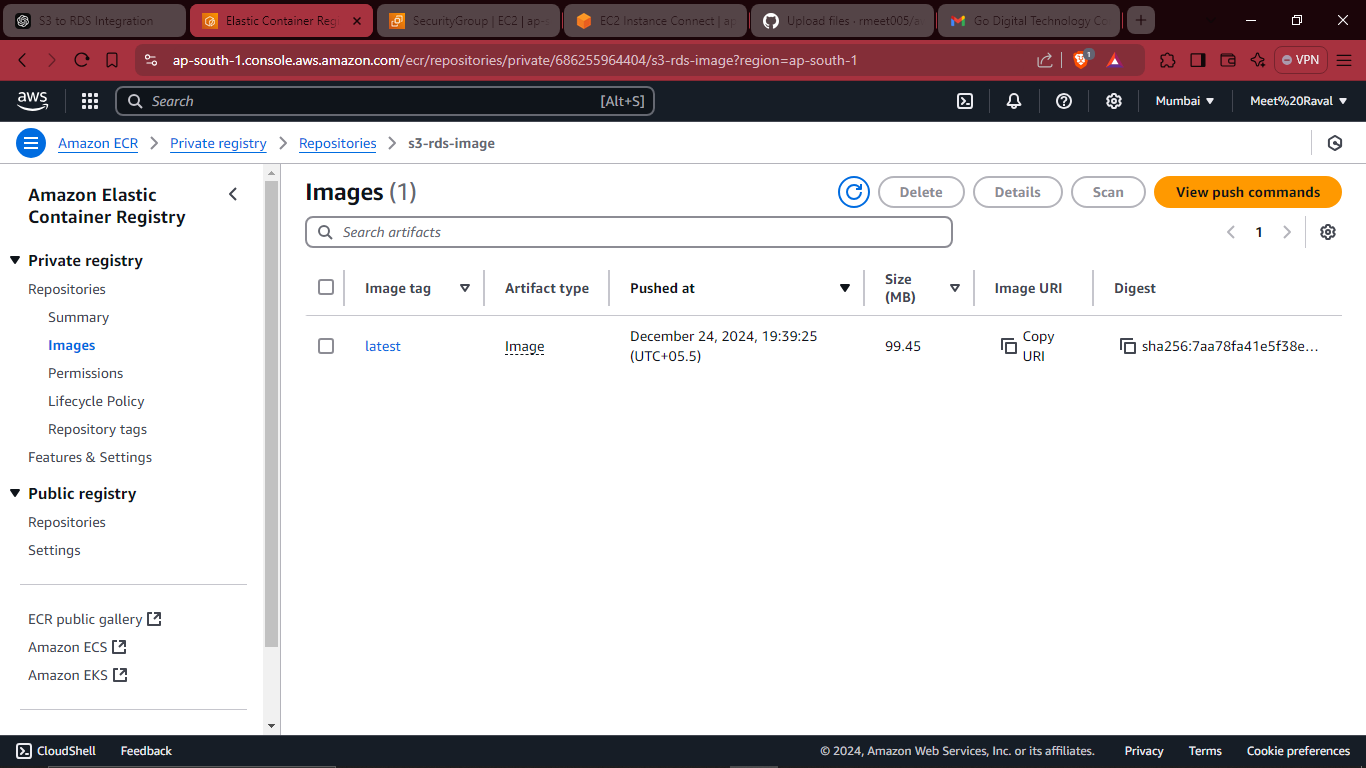 S3 to RDS Integration
Elastic Container Reg
SecurityGroup | EC2 | ap-s
EC2 Instance Connect | ap
Upload files · rmeet005/a
Go Digital Technology Co
ap-south-1.console.aws.amazon.com/ecr/repositories/private/686255964404/s3-rds-image?region=ap-south-1
1
VPN
aws
Search
[Alt+S]
Mumbai
Meet%20Raval
Amazon ECR
Private registry
Repositories
s3-rds-image
Amazon Elastic
Container Registry
Private registry
Repositories
Summary
Images
Permissions
Lifecycle Policy
Repository tags
Features & Settings
Public registry
Repositories
Settings
ECR public gallery
Amazon ECS
Amazon EKS
Images (1)
Delete
Details
Scan
View push commands
Search artifacts
1
Image tag
Artifact type
Pushed at
Size
(MB)
Image URI
Digest
latest
Image
December 24, 2024, 19:39:25
(UTC+05.5)
99.45
Copy
URI
sha256:7aa78fa41e5f38e...
CloudShell
Feedback
© 2024, Amazon Web Services, Inc. or its affiliates.
Privacy
Terms
Cookie preferences